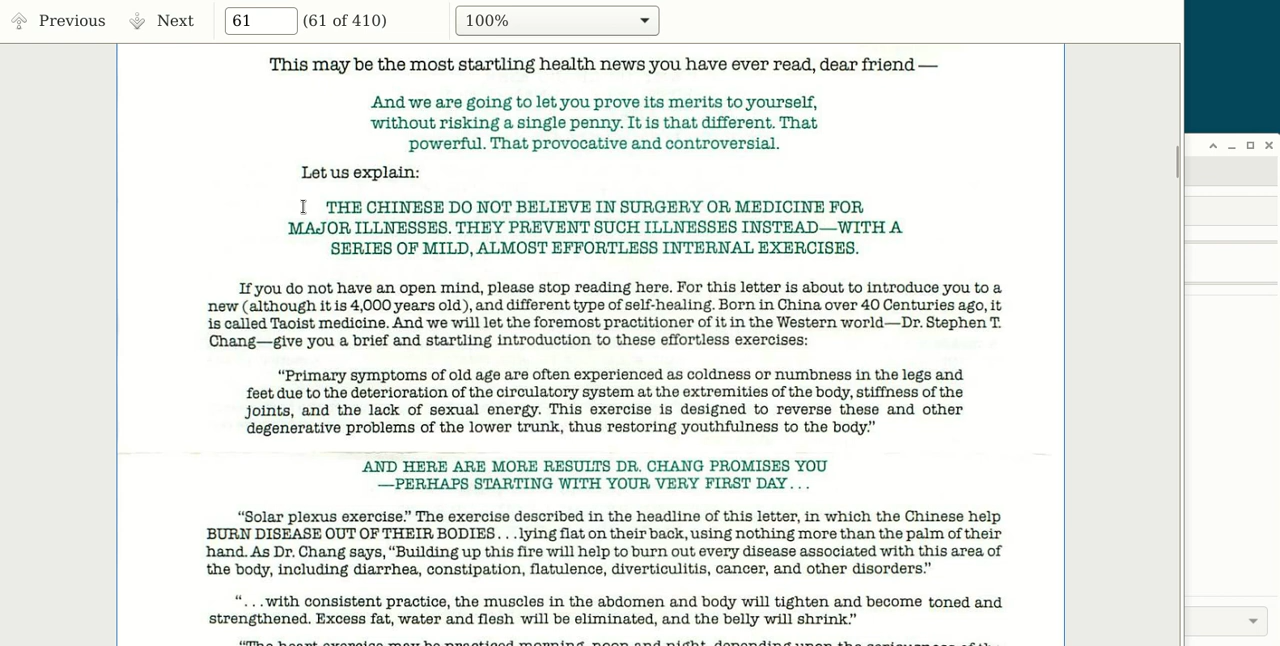 Previous Next 61 (61 of 410) 100%
This may be the most startling health news you have ever read, dear friend —
And we are going to let you prove its merits to yourself,
without risking a single penny. It is that different. That
powerful. That provocative and controversial.
Let us explain:
THE CHINESE DO NOT BELIEVE IN SURGERY OR MEDICINE FOR
MAJOR ILLNESSES. THEY PREVENT SUCH ILLNESSES INSTEAD—WITH A
SERIES OF MILD, ALMOST EFFORTLESS INTERNAL EXERCISES.
If you do not have an open mind, please stop reading here. For this letter is about to introduce you to a
new (although it is 4,000 years old), and different type of self-healing. Born in China over 40 Centuries ago, it
is called Taoist medicine. And we will let the foremost practitioner of it in the Western world—Dr. Stephen T.
Chang—give you a brief and startling introduction to these effortless exercises:
“Primary symptoms of old age are often experienced as coldness or numbness in the legs and
feet due to the deterioration of the circulatory system at the extremities of the body, stiffness of the
joints, and the lack of sexual energy. This exercise is designed to reverse these and other
degenerative problems of the lower trunk, thus restoring youthfulness to the body.”
AND HERE ARE MORE RESULTS DR. CHANG PROMISES YOU
—PERHAPS STARTING WITH YOUR VERY FIRST DAY...
“Solar plexus exercise.” The exercise described in the headline of this letter, in which the Chinese help
BURN DISEASE OUT OF THEIR BODIES...lying flat on their back, using nothing more than the palm of their
hand. As Dr. Chang says, “Building up this fire will help to burn out every disease associated with this area of
the body, including diarrhea, constipation, flatulence, diverticulitis, cancer, and other disorders.”
“...with consistent practice, the muscles in the abdomen and body will tighten and become toned and
strengthened. Excess fat, water and flesh will be eliminated, and the belly will shrink.”
“The heart exercise may be practiced morning, noon and night, depending upon the seriousness of the